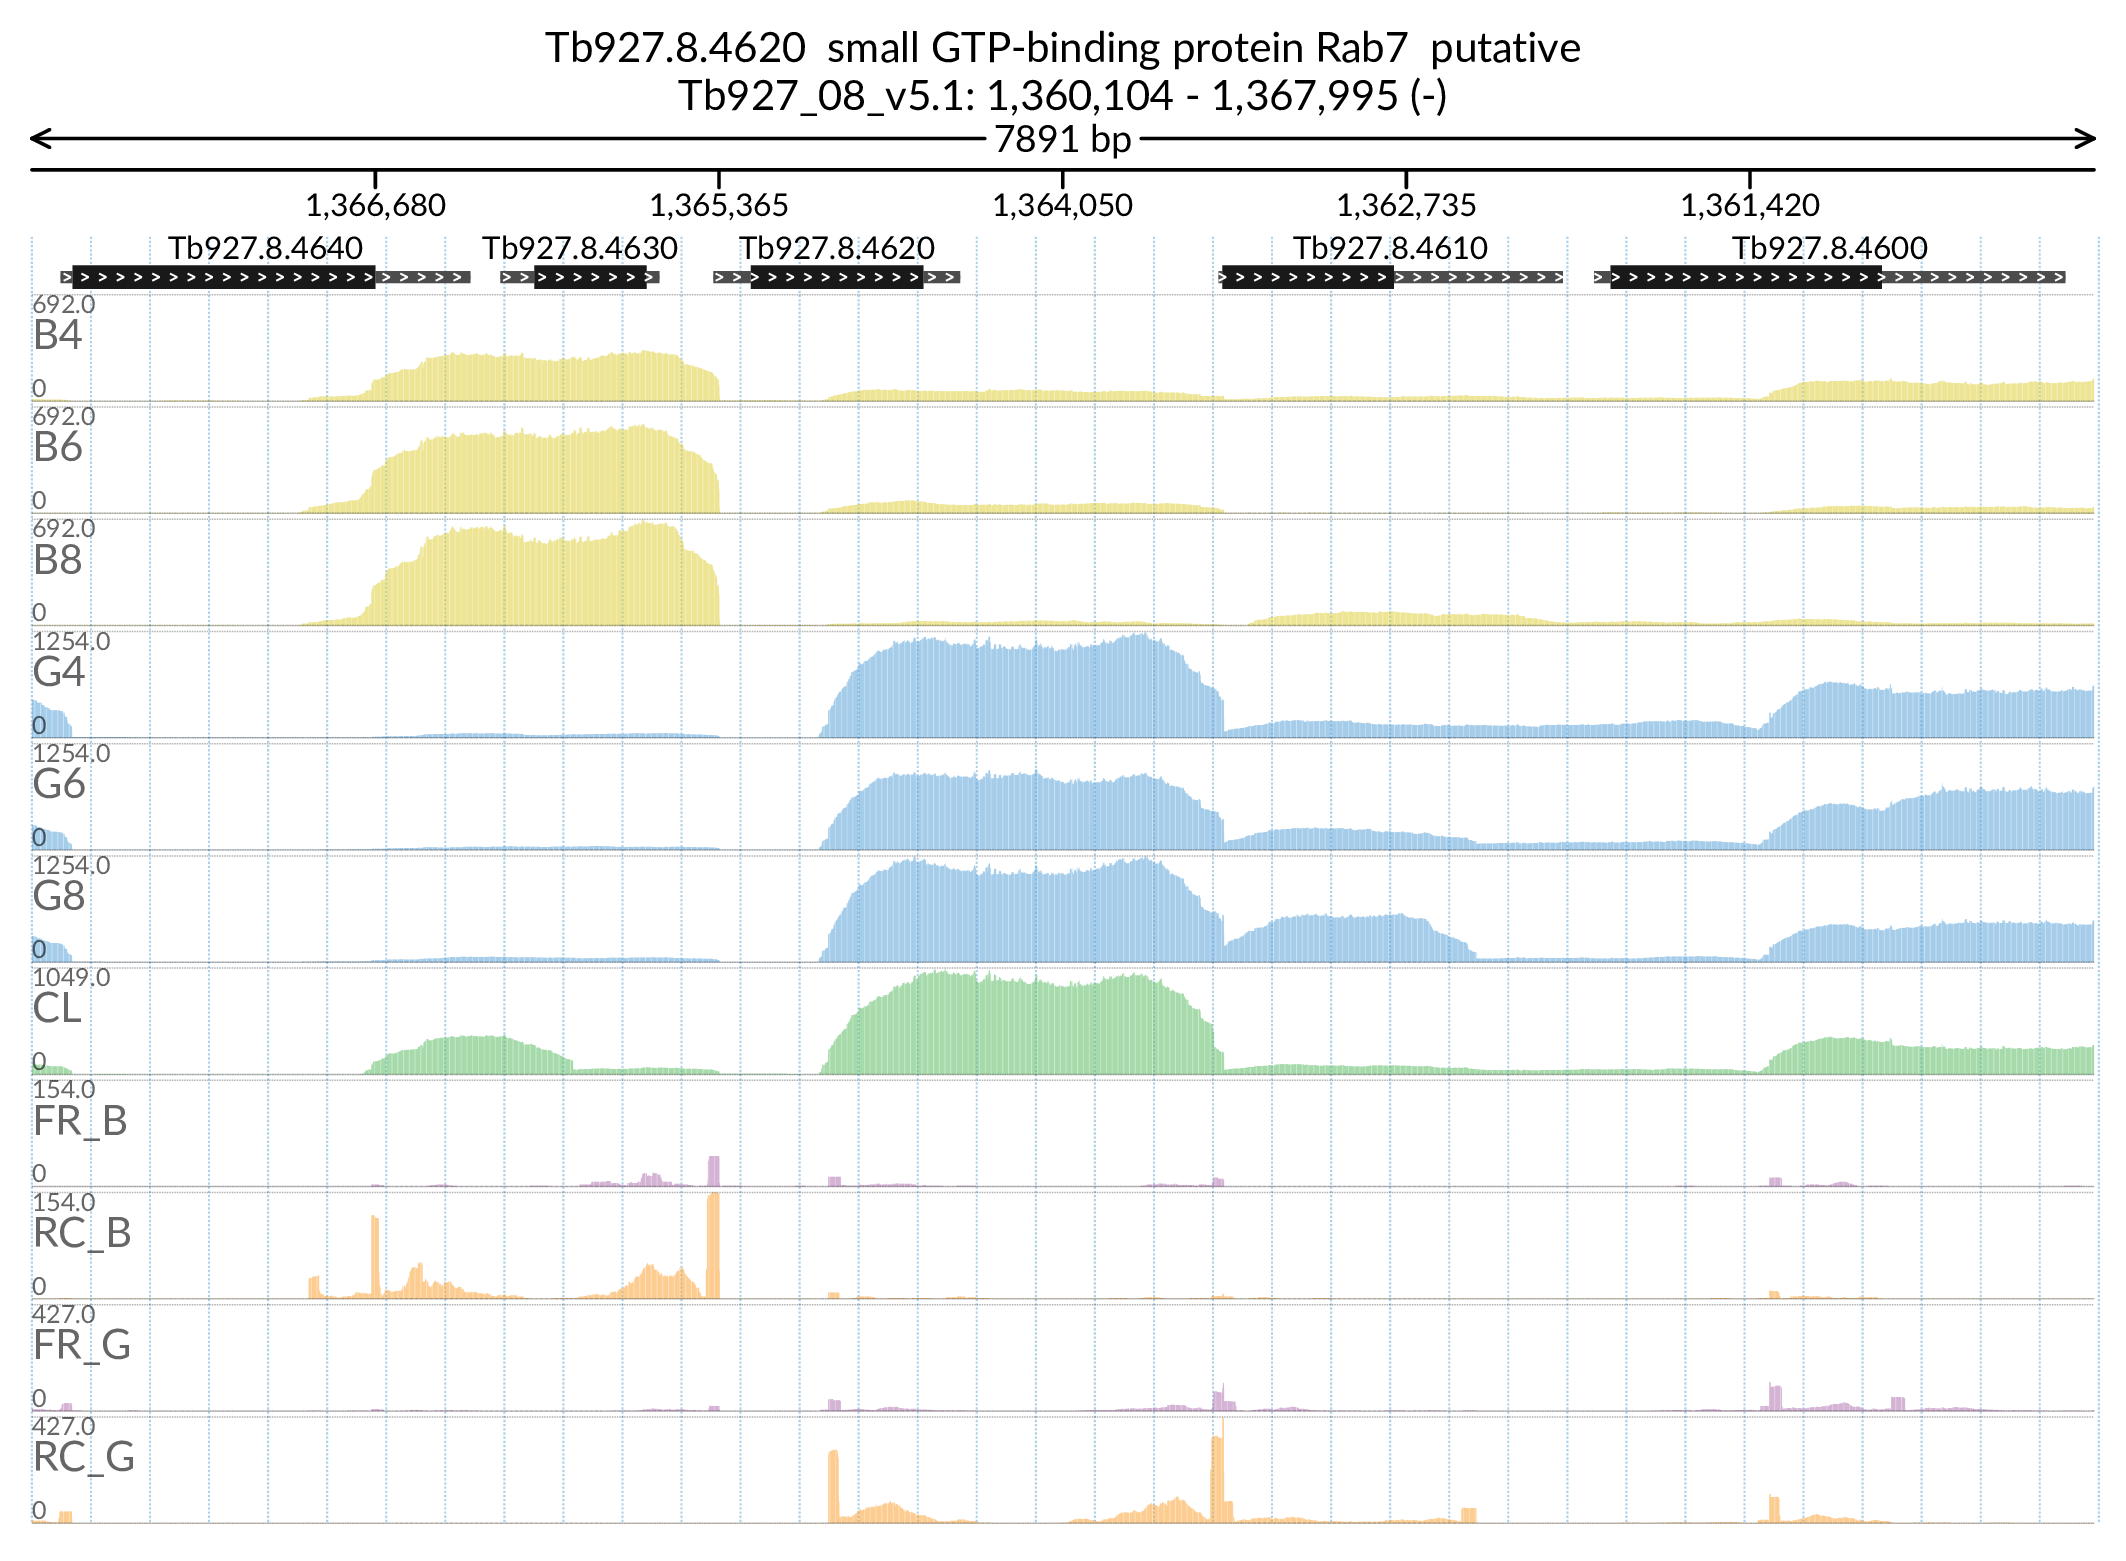 Tb927.8.4620  small GTP-binding protein Rab7  putative
Tb927_08_v5.1: 1,360,104 - 1,367,995 (-)
7891 bp
1,366,680 1,365,365 1,364,050 1,362,735 1,361,420
Tb927.8.4640 Tb927.8.4630 Tb927.8.4620 Tb927.8.4610 Tb927.8.4600
692.0
B4
0
692.0
B6
0
692.0
B8
0
1254.0
G4
0
1254.0
G6
0
1254.0
G8
0
1049.0
CL
0
154.0
FR_B
0
154.0
RC_B
0
427.0
FR_G
0
427.0
RC_G
0